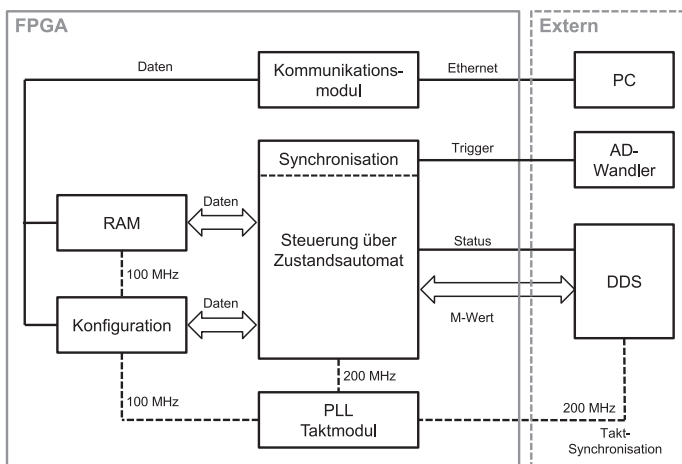 FPGA
Extern
Daten
Kommunikations-
modul
Ethernet
PC
Synchronisation
Trigger
AD-
Wandler
RAM
Daten
Steuerung über
Zustandsautomat
Status
DDS
100 MHz
Konfiguration
Daten
M-Wert
100 MHz
200 MHz
PLL
Taktmodul
200 MHz
Takt-
Synchronisation